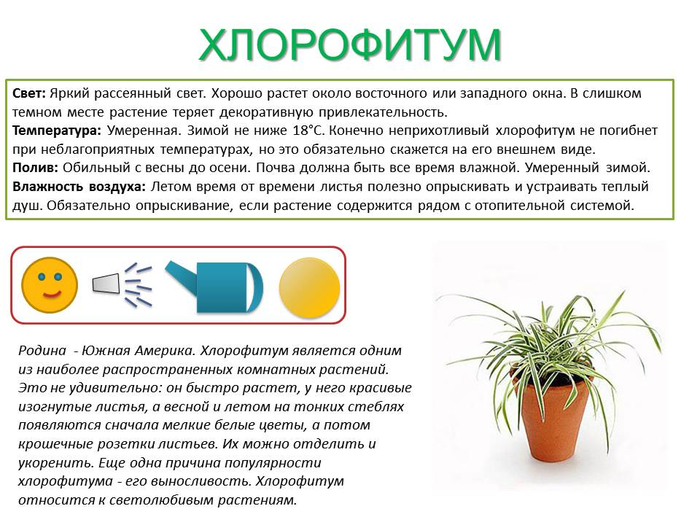 ХЛОРОФИТУМ
Свет: Яркий рассеянный свет. Хорошо растет около восточного или западного окна. В слишком
темном месте растение теряет декоративную привлекательность.
Температура: Умеренная. Зимой не ниже 18°С. Конечно неприхотливый хлорофитум не погибнет
при неблагоприятных температурах, но это обязательно скажется на его внешнем виде.
Полив: Обильный с весны до осени. Почва должна быть все время влажной. Умеренный зимой.
Влажность воздуха: Летом время от времени листья полезно опрыскивать и устраивать теплый
душ. Обязательно опрыскивание, если растение содержится рядом с отопительной системой.
Родина - Южная Америка. Хлорофитум является одним
из наиболее распространенных комнатных растений.
Это не удивительно: он быстро растет, у него красивые
изогнутые листья, а весной и летом на тонких стеблях
появляются сначала мелкие белые цветы, а потом
крошечные розетки листьев. Их можно отделить и
укоренить. Еще одна причина популярности
хлорофитума - его выносливость. Хлорофитум
относится к светолюбивым растениям.